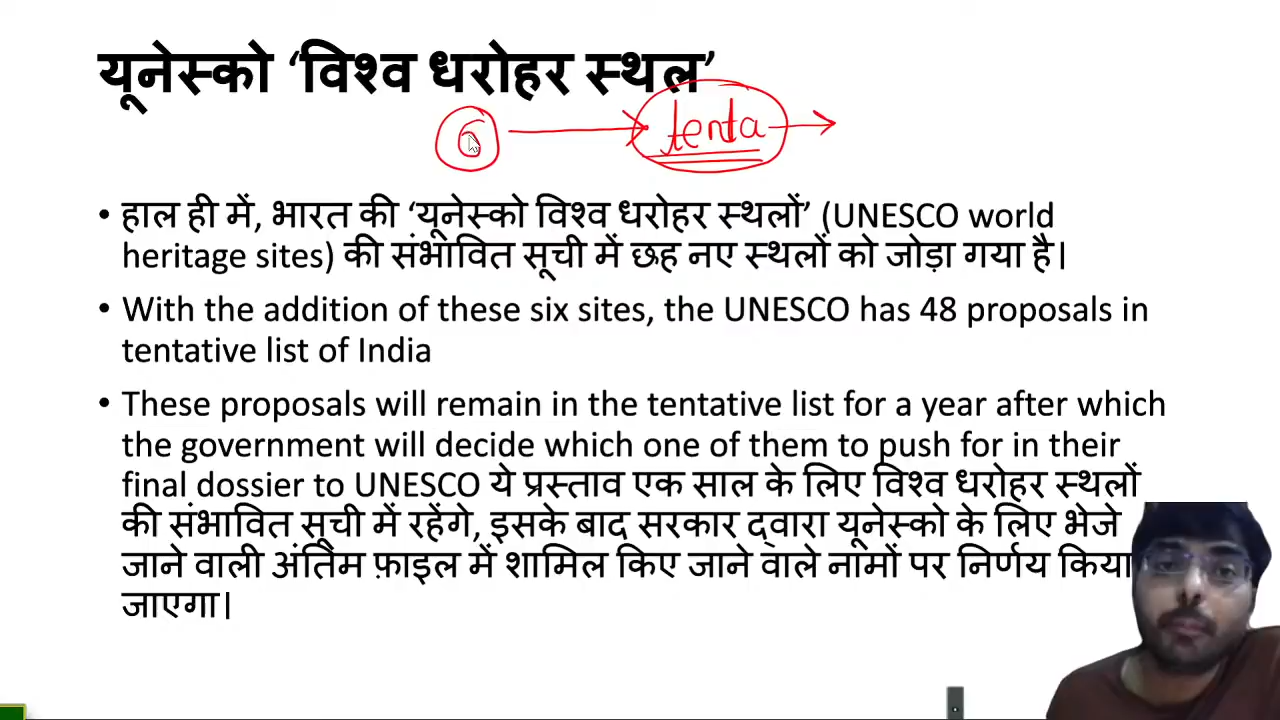 यूनेस्को ‘विश्व धरोहर स्थल’
6 tenta
• हाल ही में, भारत की ‘यूनेस्को विश्व धरोहर स्थलों’ (UNESCO world
heritage sites) की संभावित सूची में छह नए स्थलों को जोड़ा गया है।
• With the addition of these six sites, the UNESCO has 48 proposals in
tentative list of India
• These proposals will remain in the tentative list for a year after which
the government will decide which one of them to push for in their
final dossier to UNESCO ये प्रस्ताव एक साल के लिए विश्व धरोहर स्थलों
की संभावित सूची में रहेंगे, इसके बाद सरकार द्वारा यूनेस्को के लिए भेजे
जाने वाली अंतिम फ़ाइल में शामिल किए जाने वाले नामों पर निर्णय किया
जाएगा।